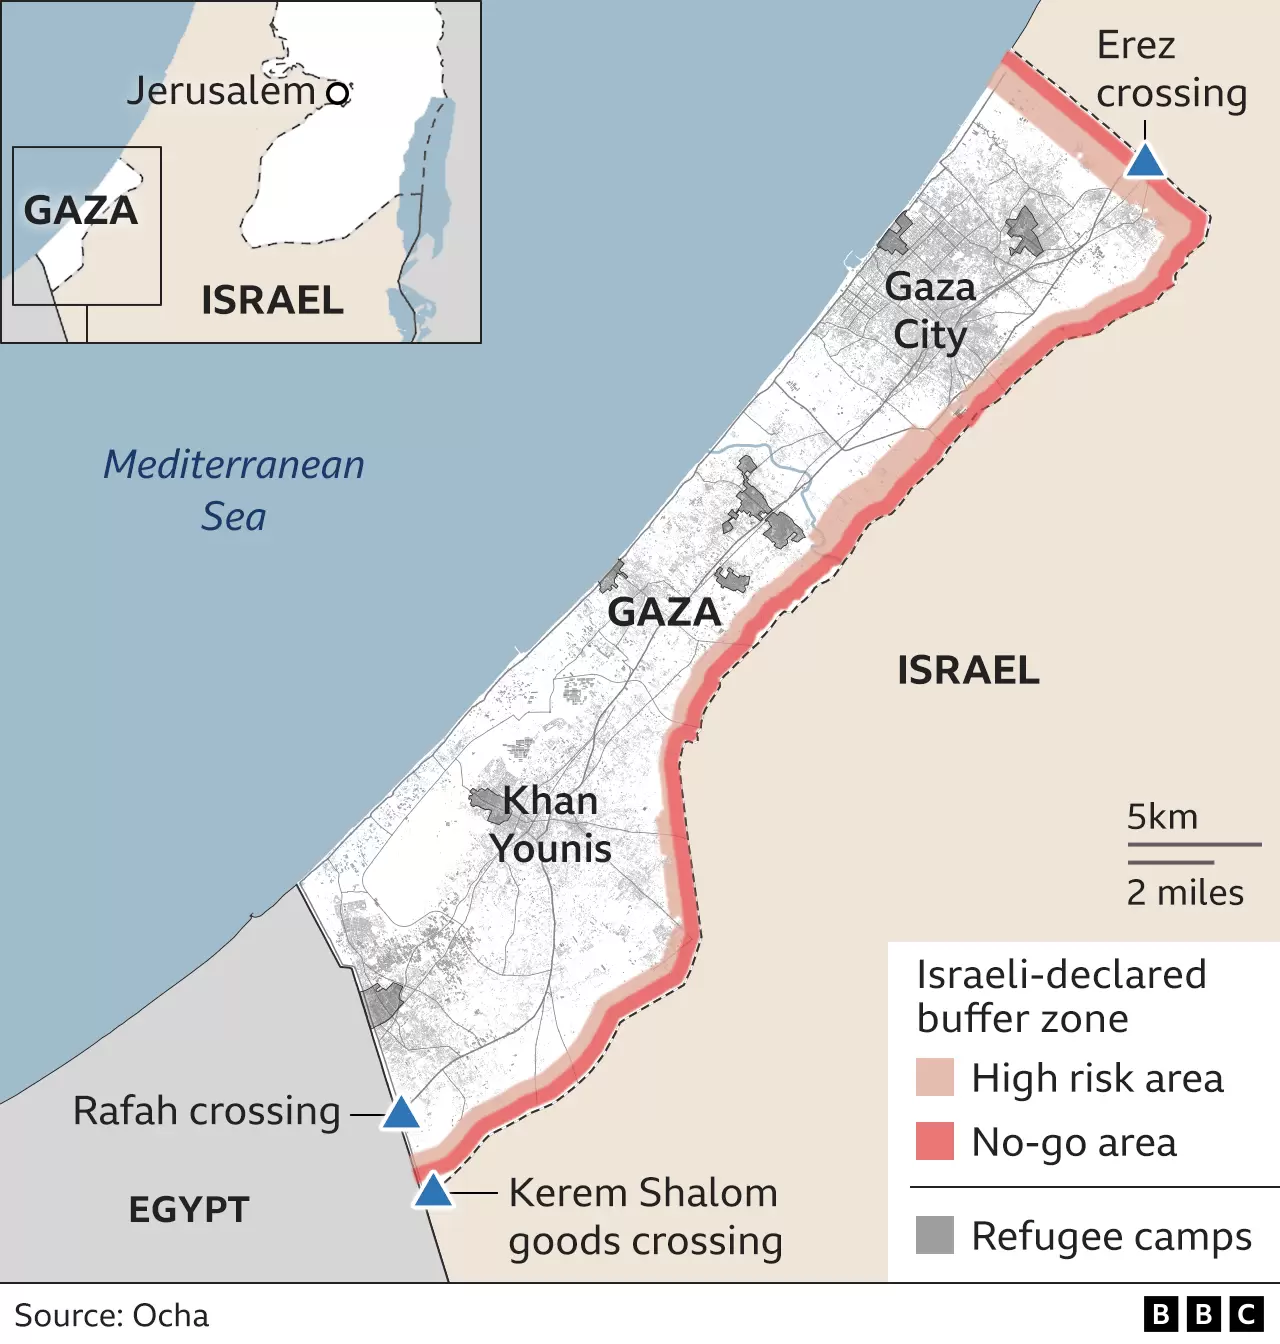 Jerusalem
GAZA
ISRAEL
Erez
crossing
Gaza
City
Mediterranean
Sea
GAZA
ISRAEL
Khan
Younis
5km
2 miles
Rafah crossing
EGYPT
Kerem Shalom
goods crossing
Israeli-declared
buffer zone
High risk area
No-go area
Refugee camps
Source: Ocha
BBC